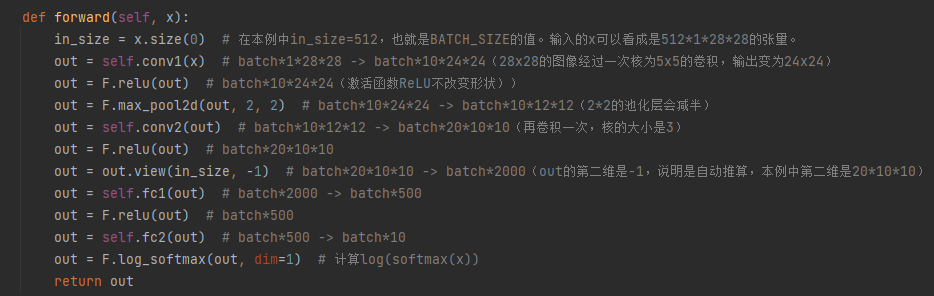 def forward(self, x):
in_size = x.size(0)  # 在本例中in_size=512，也就是BATCH_SIZE的值。输入的x可以看成是512*1*28*28的张量。
out = self.conv1(x)  # batch*1*28*28 -> batch*10*24*24（28x28的图像经过一次核为5x5的卷积，输出变为24x24）
out = F.relu(out)  # batch*10*24*24（激活函数ReLU不改变形状））
out = F.max_pool2d(out, 2, 2)  # batch*10*24*24 -> batch*10*12*12（2*2的池化层会减半）
out = self.conv2(out)  # batch*10*12*12 -> batch*20*10*10（再卷积一次，核的大小是3）
out = F.relu(out)  # batch*20*10*10
out = out.view(in_size, -1)  # batch*20*10*10 -> batch*2000（out的第二维是-1，说明是自动推算，本例中第二维是20*10*10）
out = self.fc1(out)  # batch*2000 -> batch*500
out = F.relu(out)  # batch*500
out = self.fc2(out)  # batch*500 -> batch*10
out = F.log_softmax(out, dim=1)  # 计算log(softmax(x))
return out